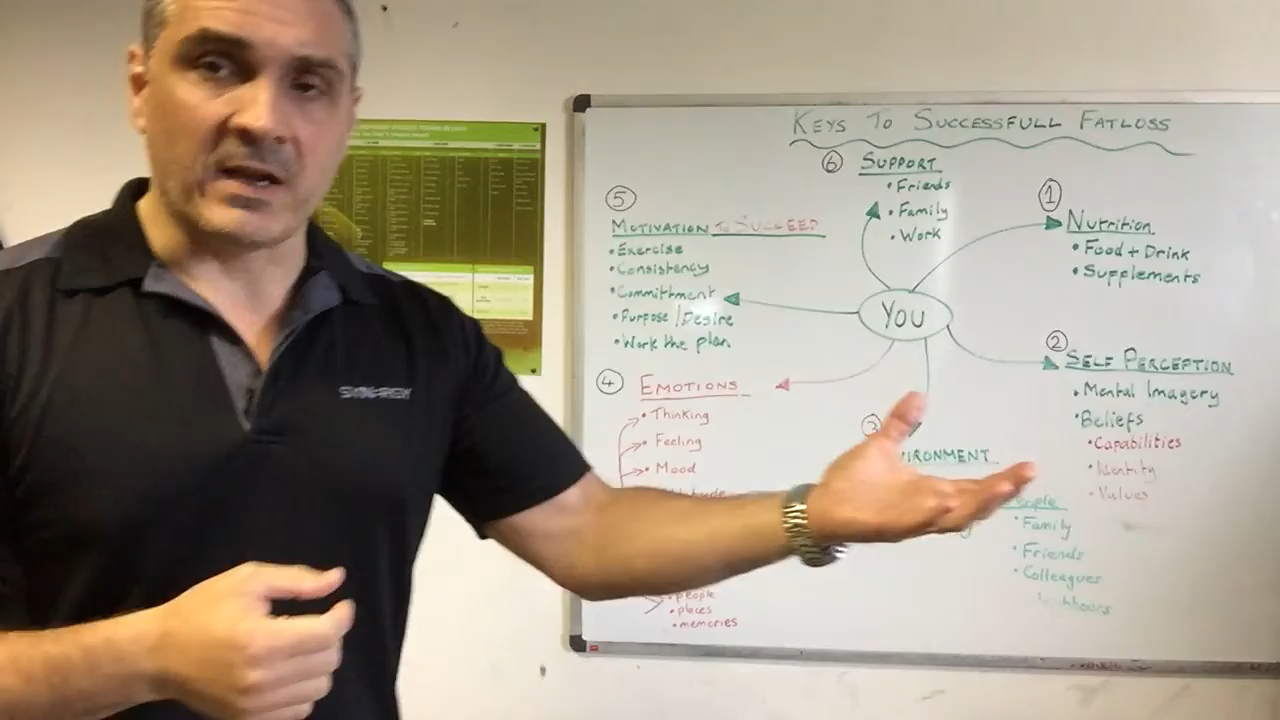 KEYS TO SUCCESSFULL FATLOSS
6
SUPPORT
• Friends
• Family
• Work
1
Nutrition
• Food + Drink
• Supplements
YOU
2
SELF PERCEPTION
• Mental Imagery
• Beliefs
• Capabilities
• Identity
• Values
3
IRONMENT
People
• Family
• Friends
• Colleagues
4
EMOTIONS
• Thinking
• Feeling
• Mood
• people
• places
• memories
5
MOTIVATION TO SUCCEED
• Exercise
• Consistency
• Committment
• Purpose / Desire
• Work the plan